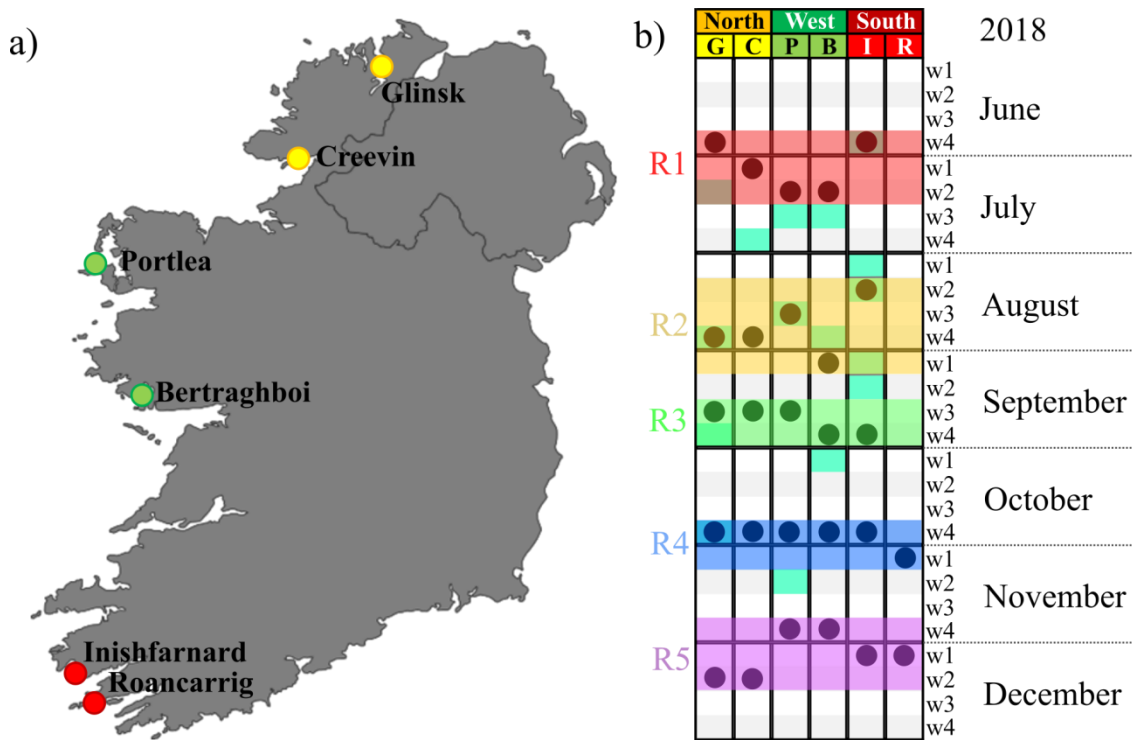 a)
Glinsk
Creevin
Portlea
Bertraghboi
Inishfarnard
Roancarrig
b)
North West South
G C P B I R
2018
w1
w2
w3
w4
June
R1
w1
w2
w3
w4
July
w1
w2
w3
w4
August
R2
w1
w2
w3
w4
September
R3
w1
w2
w3
w4
October
R4
w1
w2
w3
w4
November
R5
w1
w2
w3
w4
December